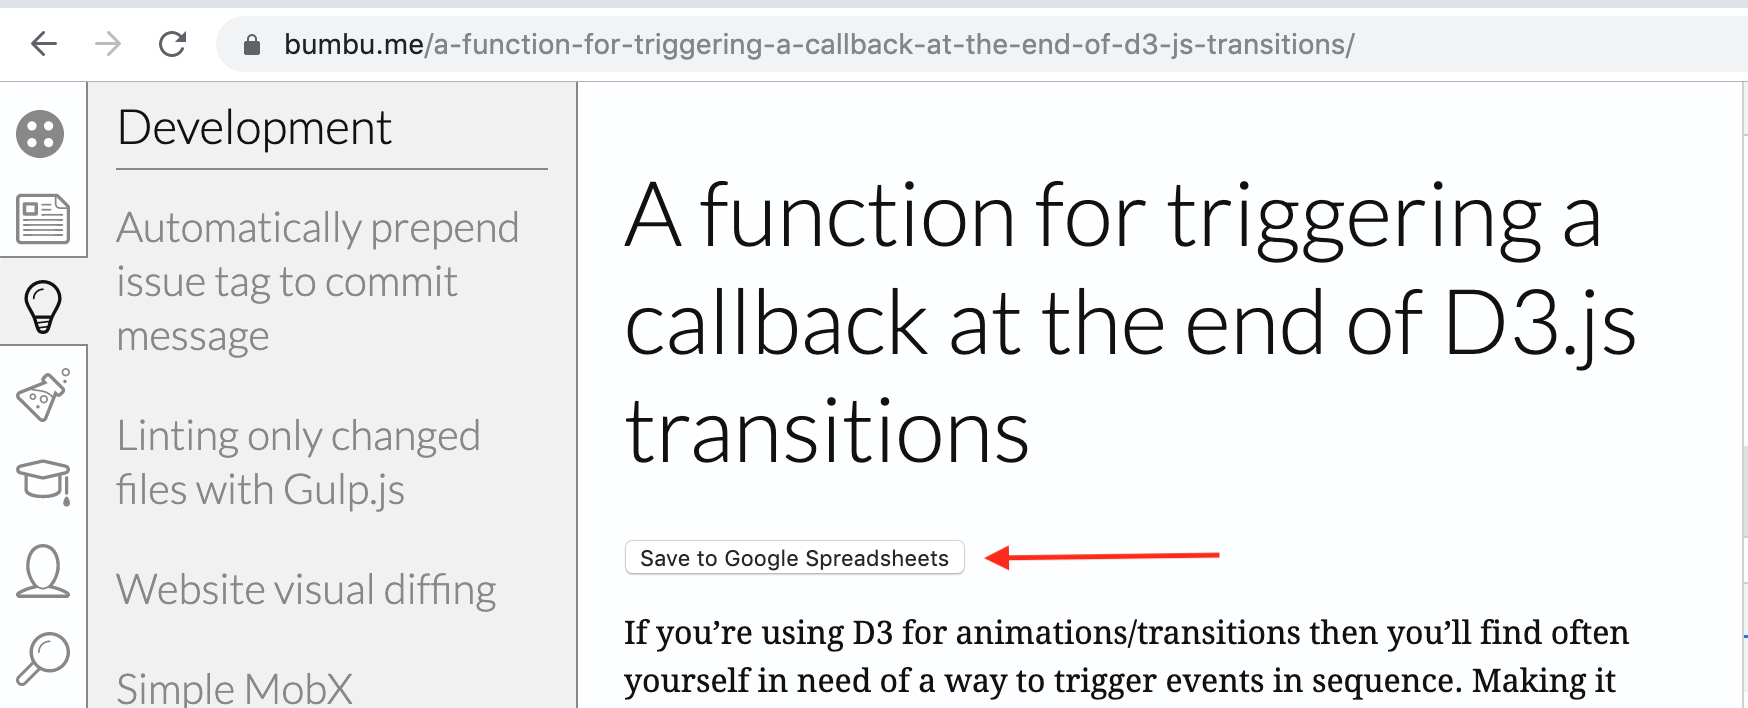 bumbu.me/a-function-for-triggering-a-callback-at-the-end-of-d3-js-transitions/
Development
Automatically prepend
issue tag to commit
message
Linting only changed
files with Gulp.js
Website visual diffing
Simple MobX
A function for triggering a
callback at the end of D3.js
transitions
Save to Google Spreadsheets
If you’re using D3 for animations/transitions then you’ll find often
yourself in need of a way to trigger events in sequence. Making it